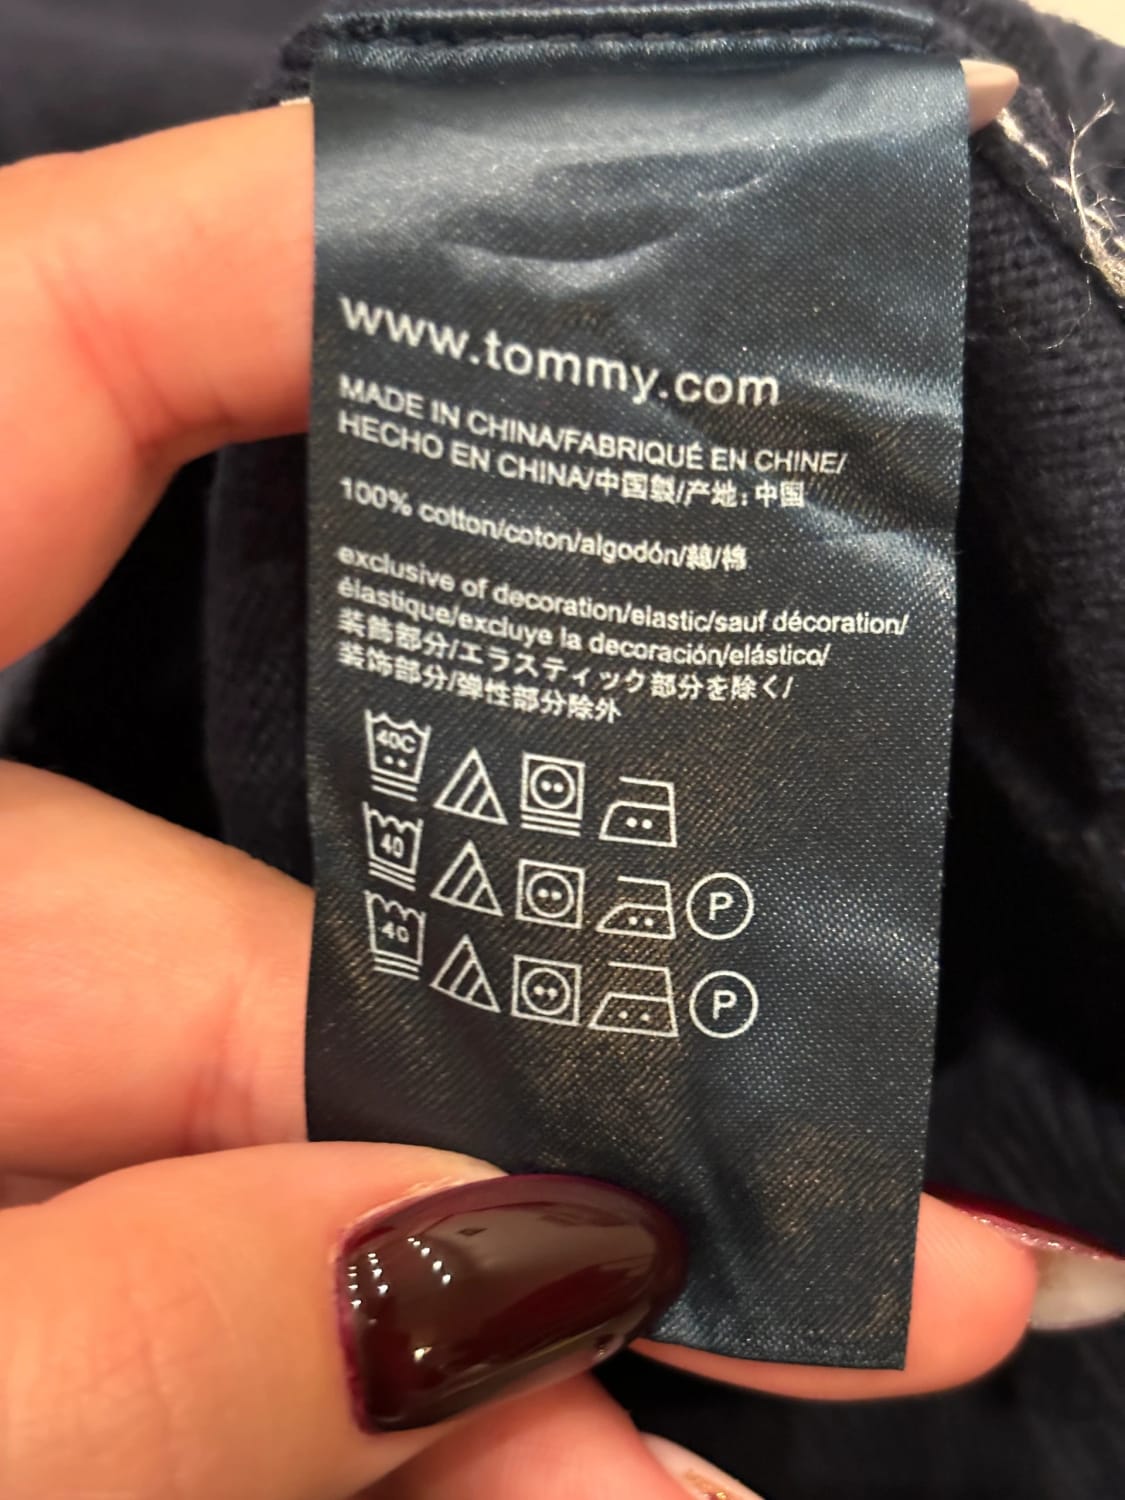 www.tommy.com
MADE IN CHINA/FABRIQUÉ EN CHINE/
HECHO EN CHINA/中国製/产地: 中国
100% cotton/coton/algodón/綿/棉
exclusive of decoration/elastic/sauf décoration/
élastique/excluye la decoración/elástico/
装飾部分/エラスティック部分を除く/
装饰部分/弹性部分除外
40C
40
P
40
P